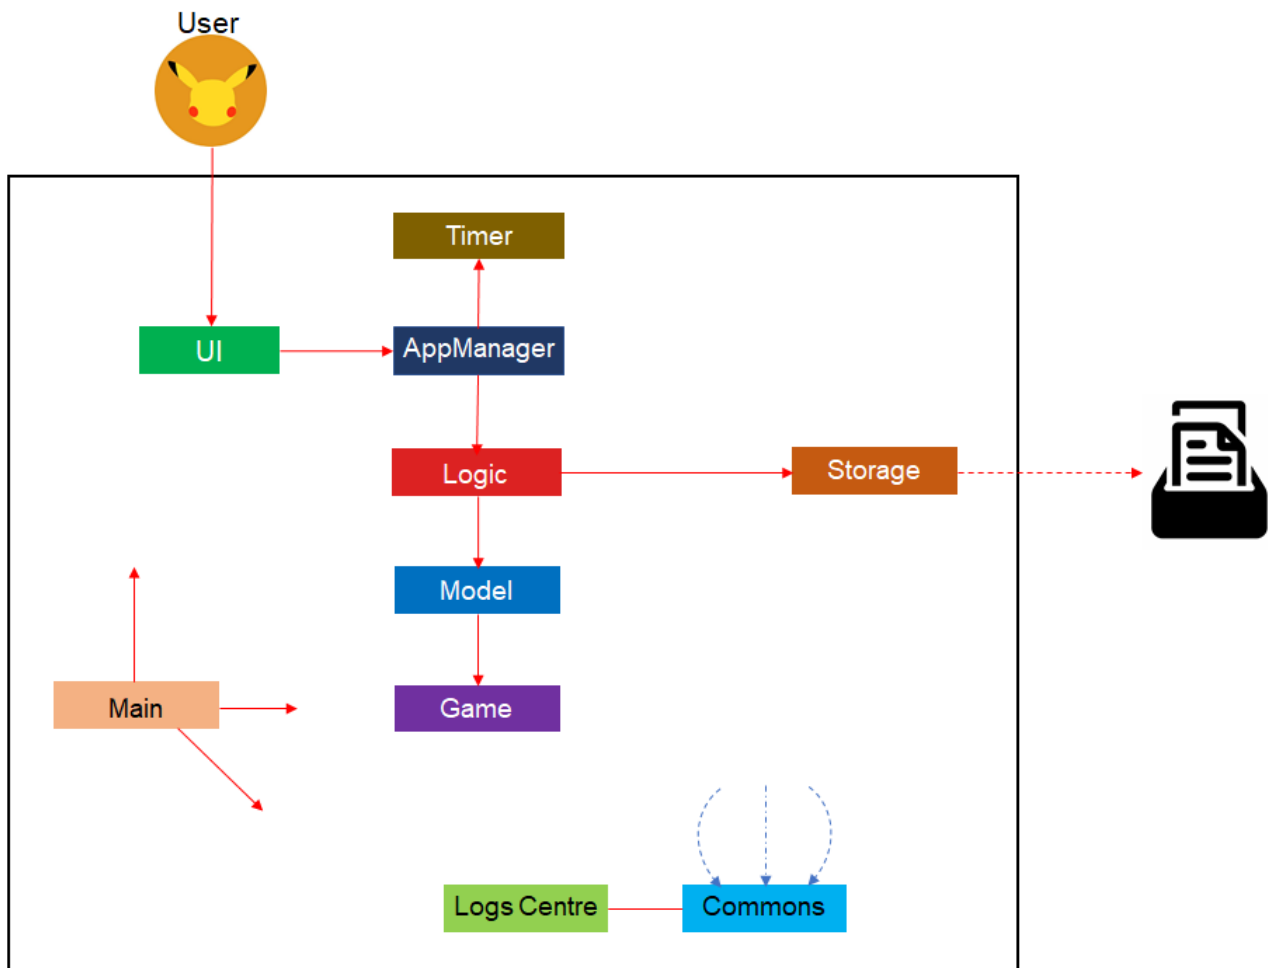 User
Timer
UI
AppManager
Logic
Storage
Model
Main
Game
Logs Centre
Commons